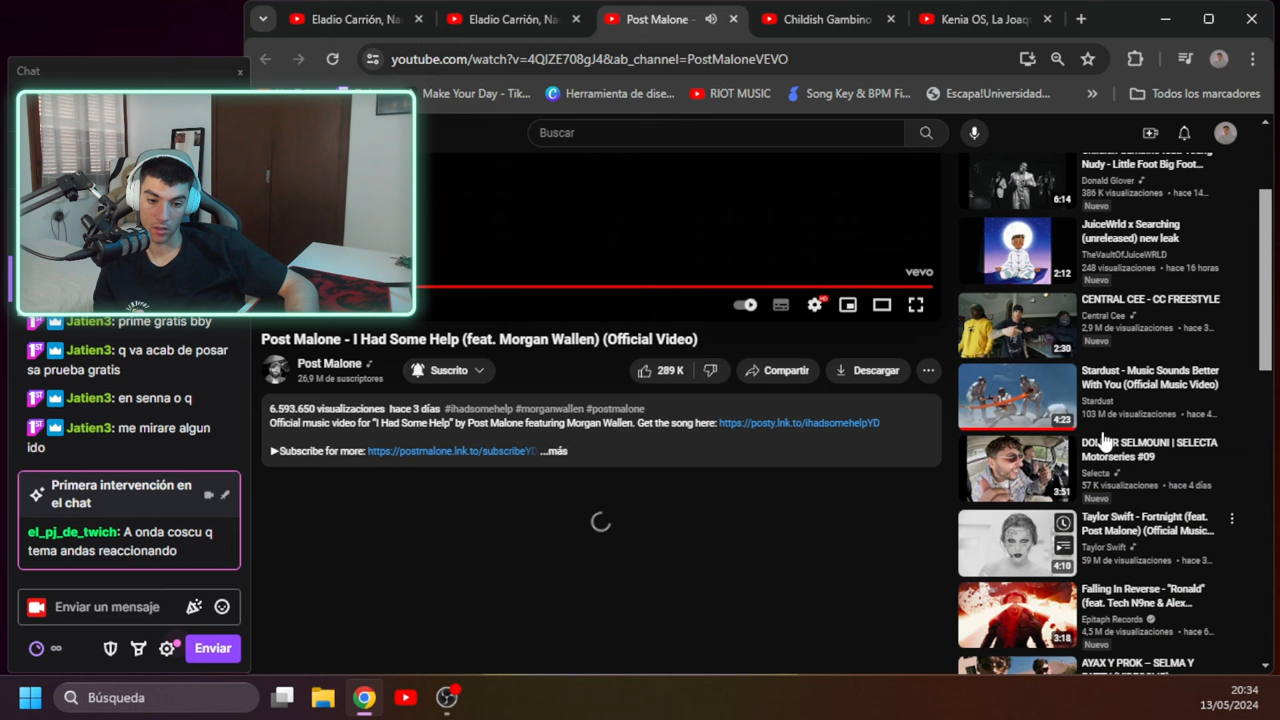 Chat
x
Jatien3: prime gratis bby
Jatien3: q va acab de posar
sa prueba gratis
Jatien3: en senna o q
Jatien3: me mirare algun
ido
Primera intervención en
el chat
el_pj_de_twich: A onda coscu q
tema andas reaccionando
Enviar un mensaje
Enviar
Eladio Carrión, Na
Eladio Carrión, Na
Post Malone -
Childish Gambino
Kenia OS, La Joaq
youtube.com/watch?v=4QIZE708gJ4&ab_channel=PostMaloneVEVO
Make Your Day - Tik...
Herramienta de dise...
RIOT MUSIC
Song Key & BPM Fi...
Escapa!Universidad...
Todos los marcadores
Buscar
vevo
Post Malone - I Had Some Help (feat. Morgan Wallen) (Official Video)
Post Malone
26,9 M de suscriptores
Suscrito
289 K
Compartir
Descargar
6.593.650 visualizaciones hace 3 días #ihadsomehelp #morganwallen #postmalone
Official music video for "I Had Some Help" by Post Malone featuring Morgan Wallen. Get the song here: https://posty.lnk.to/ihadsomehelpYD
▶Subscribe for more: https://postmalone.lnk.to/subscribeYD ...más
Nudy - Little Foot Big Foot...
Donald Glover
386 K visualizaciones • hace 14...
Nuevo
6:14
JuiceWrld x Searching
(unreleased) new leak
TheVaultOfJuiceWRLD
248 visualizaciones • hace 16 horas
Nuevo
2:12
CENTRAL CEE - CC FREESTYLE
Central Cee
2,9 M de visualizaciones • hace 3...
Nuevo
2:30
Stardust - Music Sounds Better
With You (Official Music Video)
Stardust
103 M de visualizaciones • hace 4...
4:23
SELMOUNI | SELECTA
Motorseries #09
Selecta
57 K visualizaciones • hace 4 días
Nuevo
3:51
Taylor Swift - Fortnight (feat.
Post Malone) (Official Music...
Taylor Swift
59 M de visualizaciones • hace 3...
4:10
Falling In Reverse - "Ronald"
(feat. Tech N9ne & Alex...
Epitaph Records
4,5 M de visualizaciones • hace 6...
Nuevo
3:18
AYAX Y PROK – SELMA Y
Búsqueda
20:34
13/05/2024